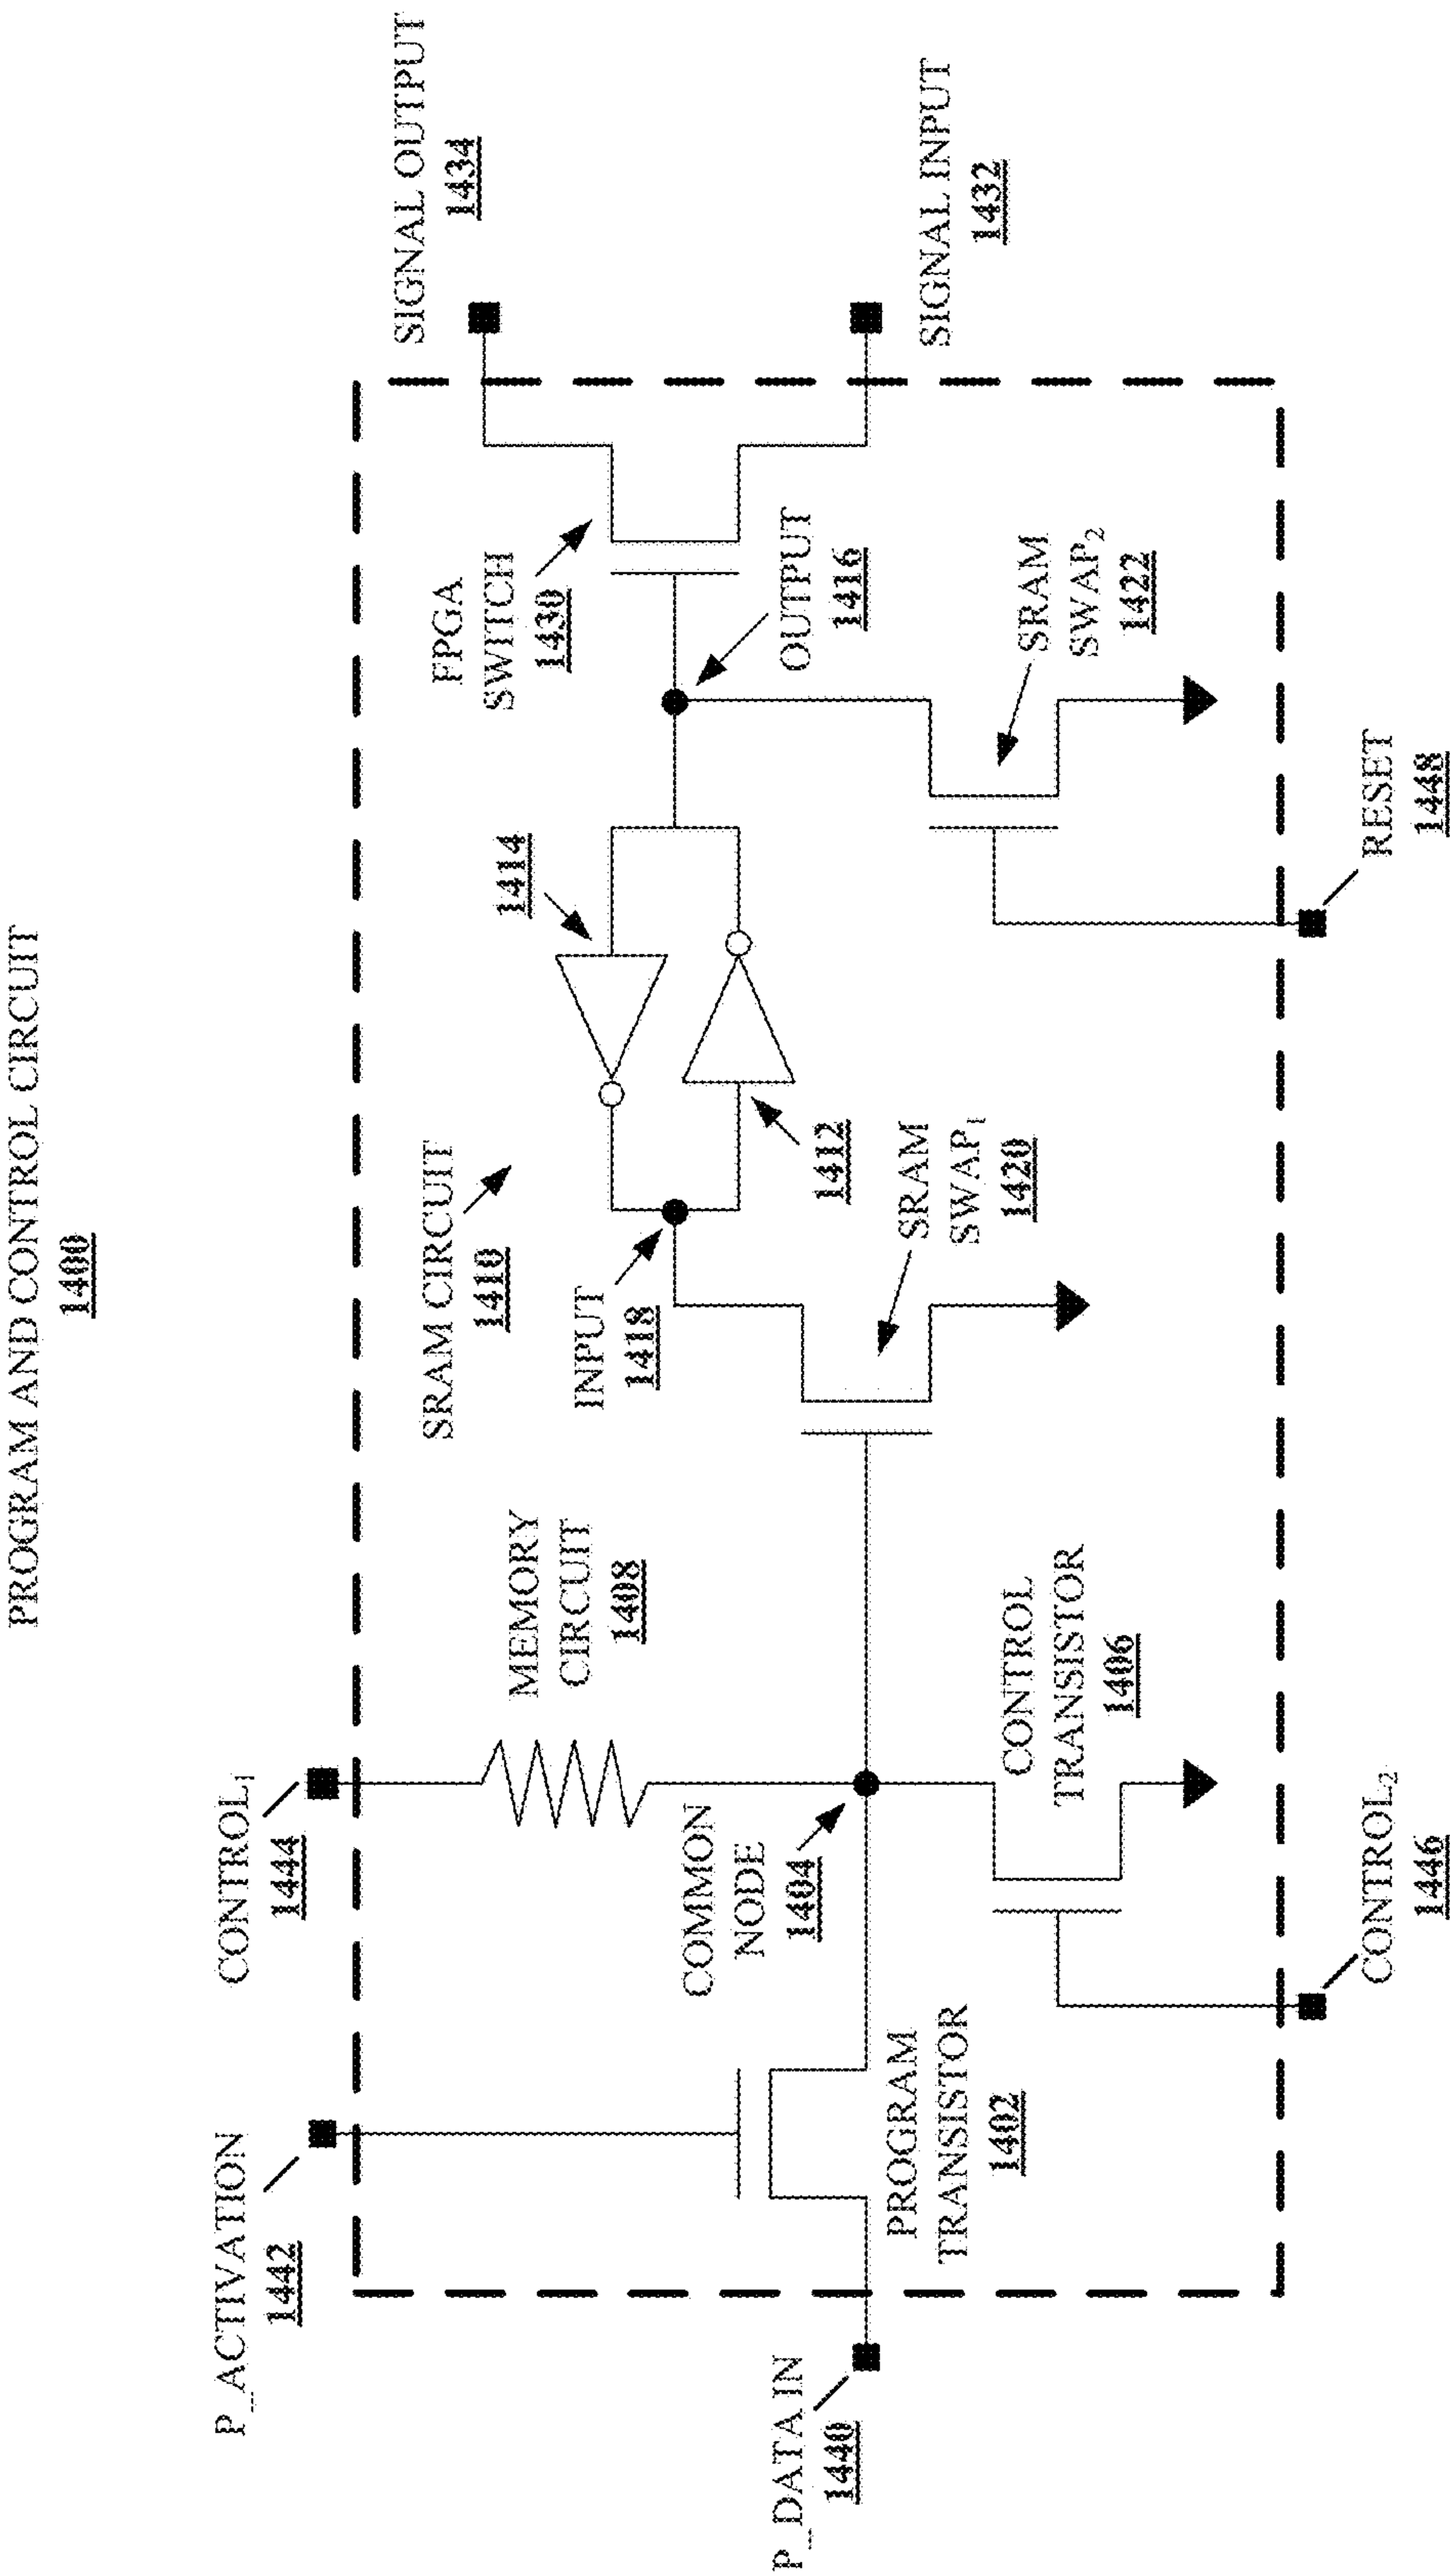 PROGRAM AND CONTROL CIRCUIT
1400
P_ACTIVATION
1442
CONTROL1
1444
SIGNAL OUTPUT
1434
MEMORY
CIRCUIT
1408
SRAM CIRCUIT
1410
1414
FPGA
SWITCH
1430
INPUT
1418
COMMON
NODE
1404
1412
OUTPUT
1416
P_DATA IN
1440
PROGRAM
TRANSISTOR
1402
SRAM
SWAP1
1420
SIGNAL INPUT
1432
CONTROL
TRANSISTOR
1406
SRAM
SWAP2
1422
CONTROL2
1446
RESET
1448